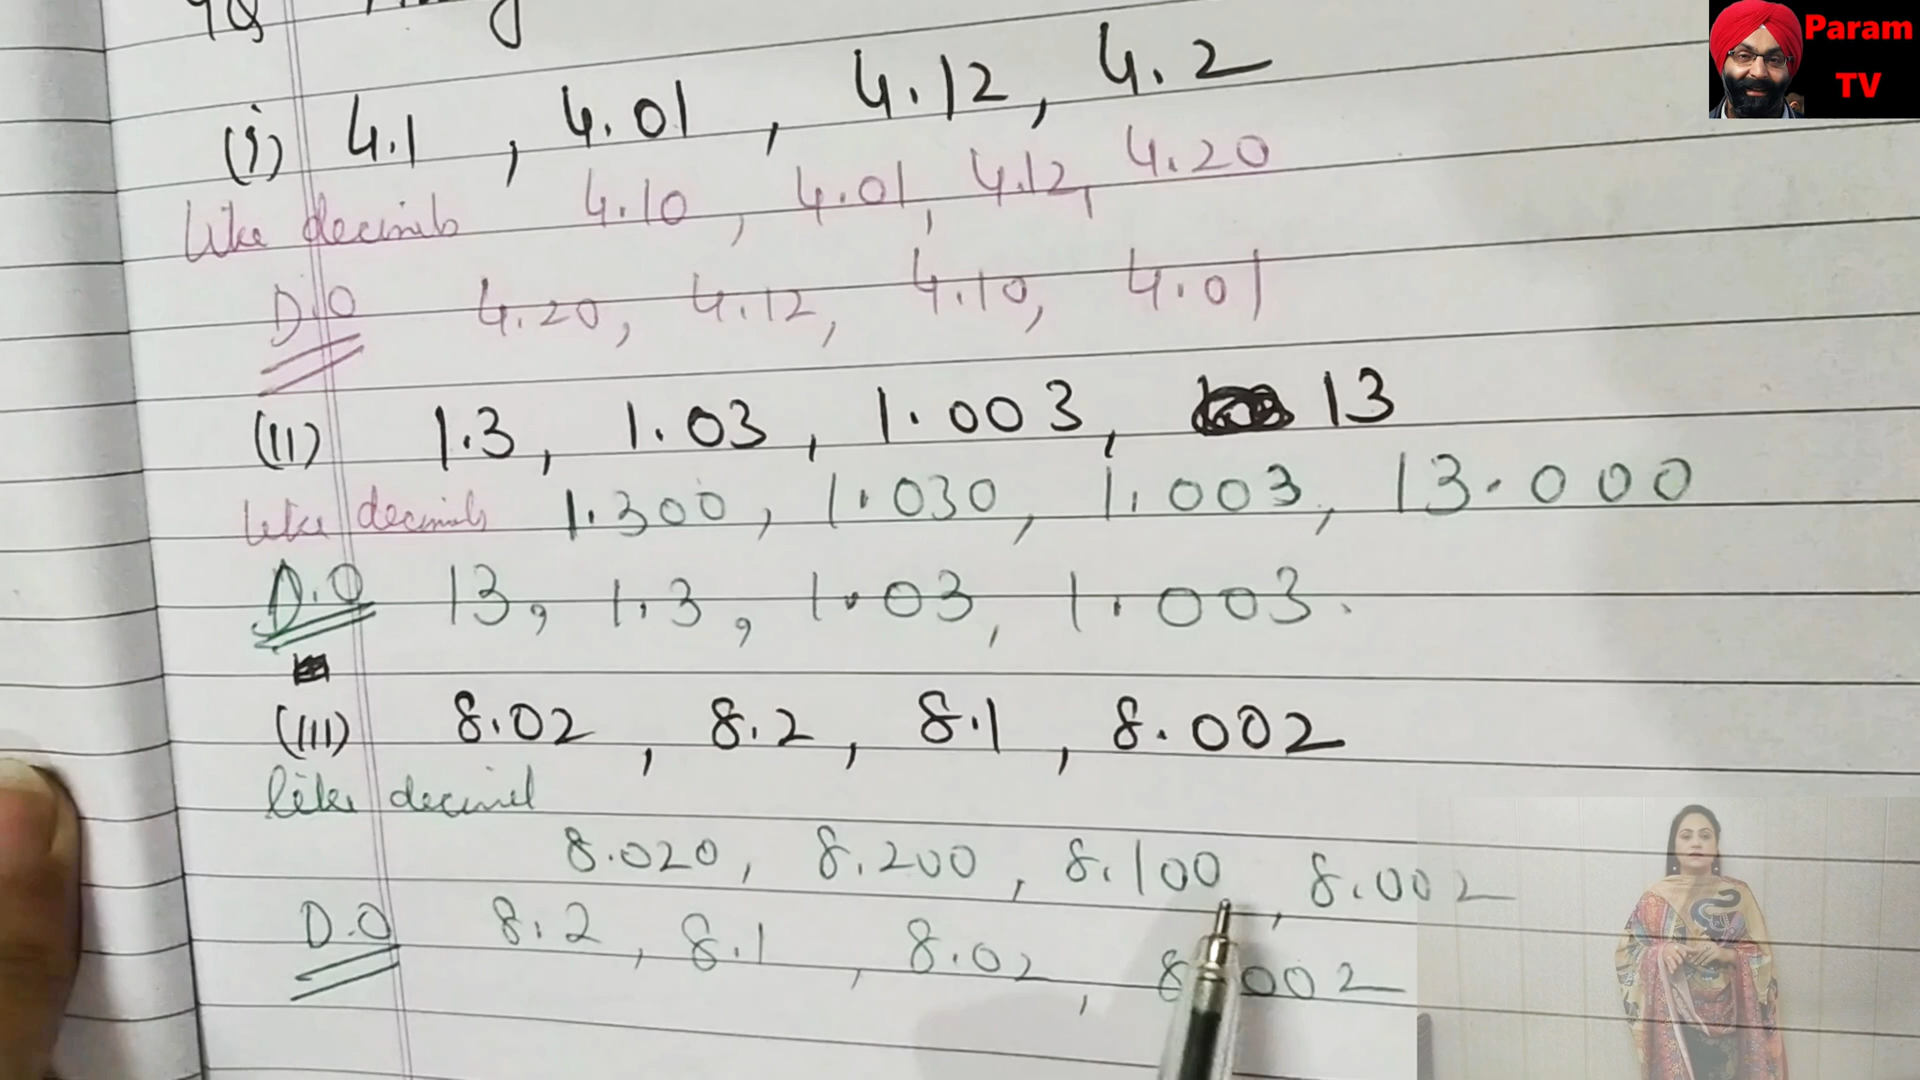 Param
TV
(i) 4.1 , 4.01 , 4.12, 4.2
like decimals 4.10 , 4.01, 4.12, 4.20
D.O 4.20, 4.12, 4.10, 4.01
(II) 1.3, 1.03, 1.003, 13
like decimals 1.300, 1.030, 1.003, 13.000
D.O 13, 1.3, 1.03, 1.003.
(III) 8.02 , 8.2 , 8.1 , 8.002
like decimal
8.020, 8.200, 8.100, 8.002
D.O 8.2, 8.1, 8.02, 8.002